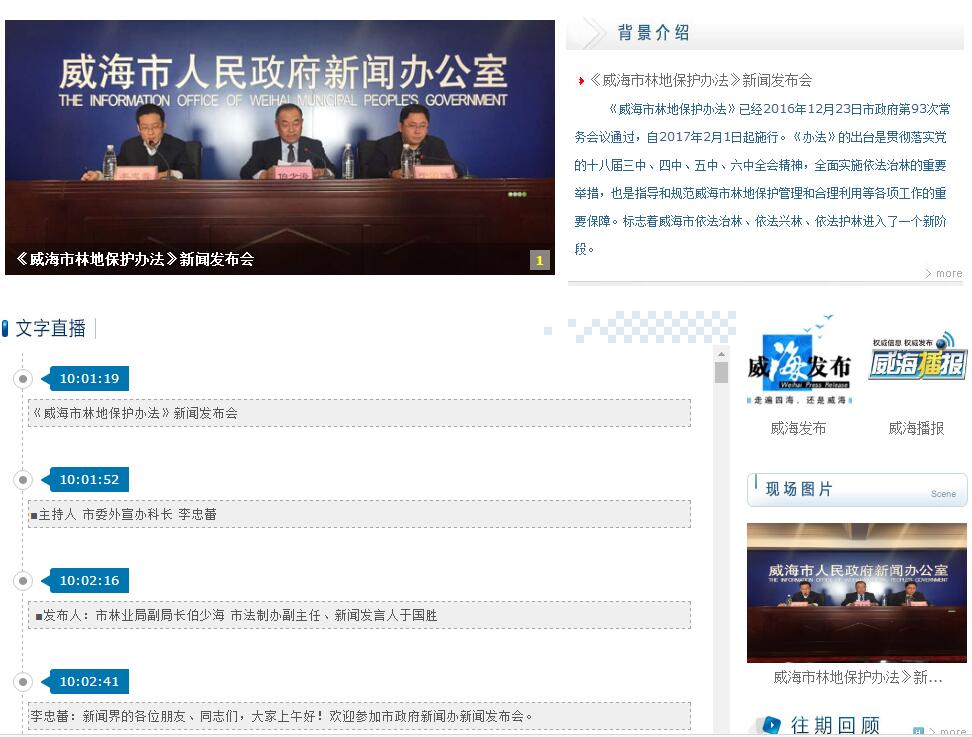 威海市人民政府新闻办公室
THE INFORMATION OFFICE OF WEIHAI MUNICIPAL PEOPLE'S GOVERNMENT
伯少海
《威海市林地保护办法》新闻发布会
1
背景介绍
《威海市林地保护办法》新闻发布会
《威海市林地保护办法》已经2016年12月23日市政府第93次常
务会议通过，自2017年2月1日起施行。《办法》的出台是贯彻落实党
的十八届三中、四中、五中、六中全会精神，全面实施依法治林的重要
举措，也是指导和规范威海市林地保护管理和合理利用等各项工作的重
要保障。标志着威海市依法治林、依法兴林、依法护林进入了一个新阶
段。
more
文字直播
10:01:19
《威海市林地保护办法》新闻发布会
10:01:52
■主持人 市委外宣办科长 李忠蕾
10:02:16
■发布人：市林业局副局长伯少海 市法制办副主任、新闻发言人于国胜
10:02:41
李忠蕾：新闻界的各位朋友、同志们，大家上午好！欢迎参加市政府新闻办新闻发布会。
威海发布
Weihai Press Release
走遍四海，还是威海
威海发布
权威信息 权威发布
威海播报
威海播报
现场图片
Scene
威海市人民政府新闻办公室
THE INFORMATION OFFICE OF WEIHAI MUNICIPAL PEOPLE'S GOVERNMENT
威海市林地保护办法》新...
往期回顾
more